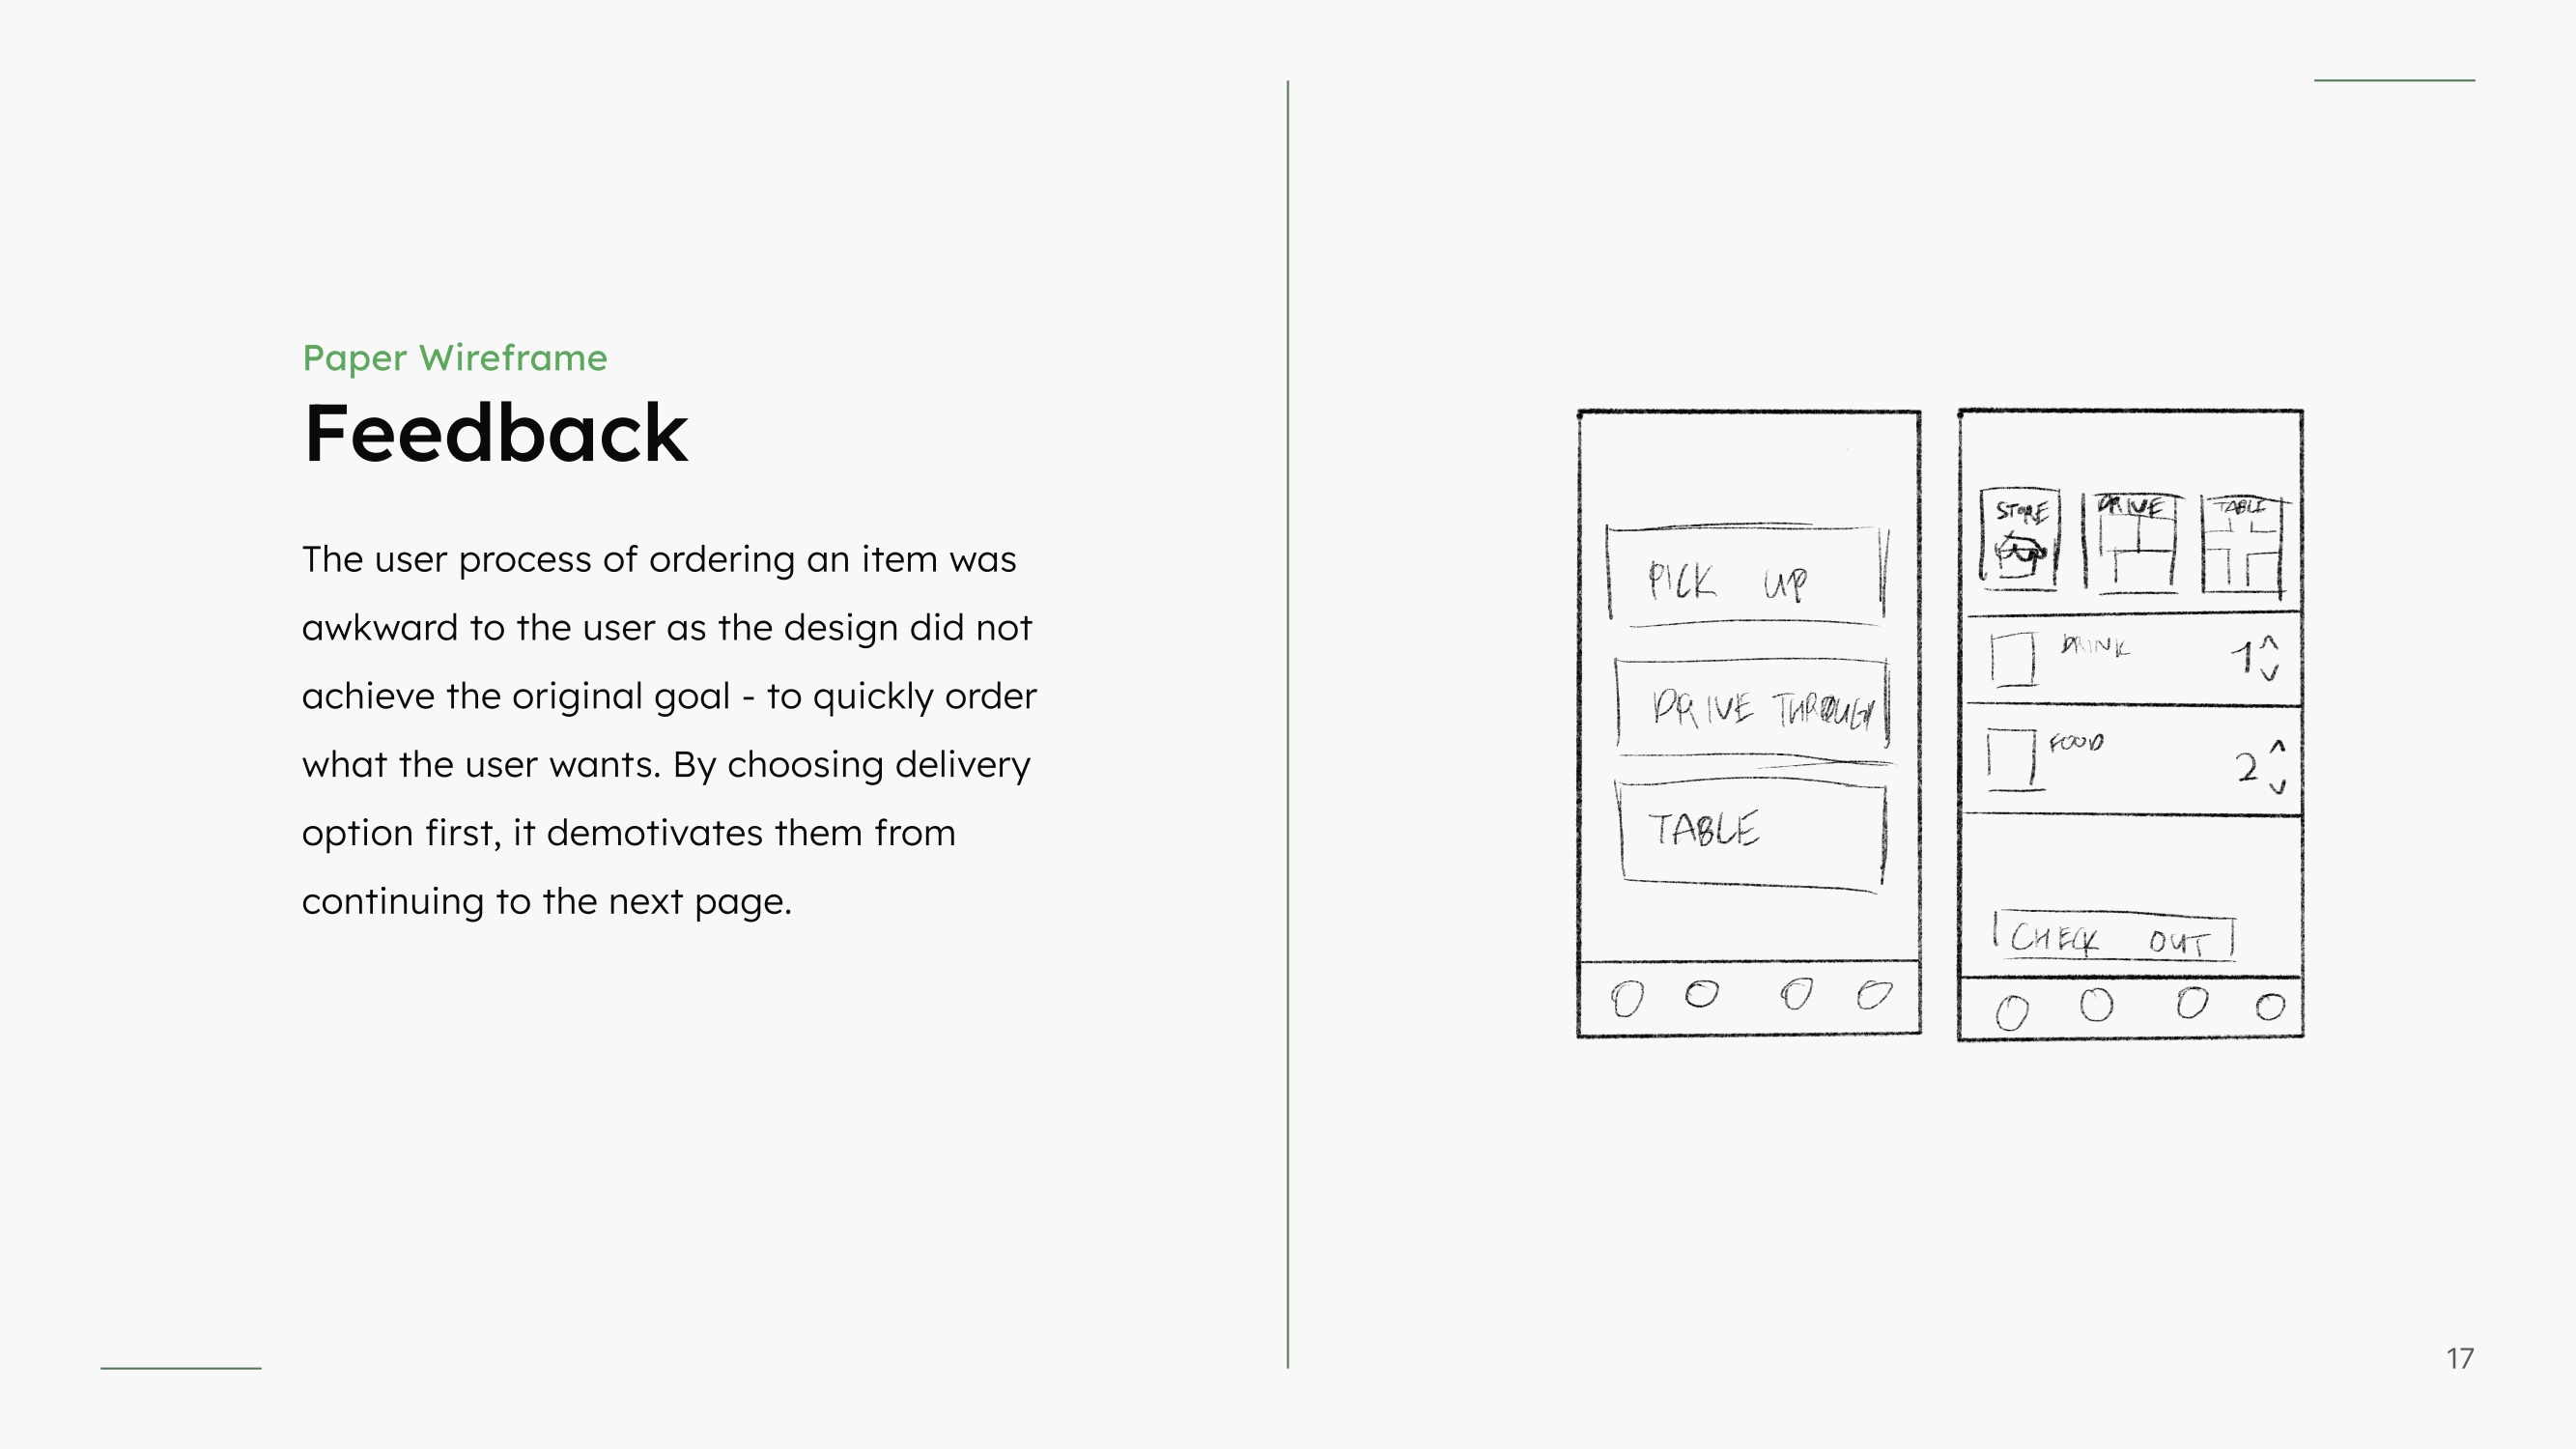 Paper Wireframe
Feedback
The user process of ordering an item was
awkward to the user as the design did not
achieve the original goal - to quickly order
what the user wants. By choosing delivery
option first, it demotivates them from
continuing to the next page.
PICK UP
DRIVE THROUGH
TABLE
STORE DRIVE TABLE
DRINK 1
FOOD 2
CHECK OUT
17